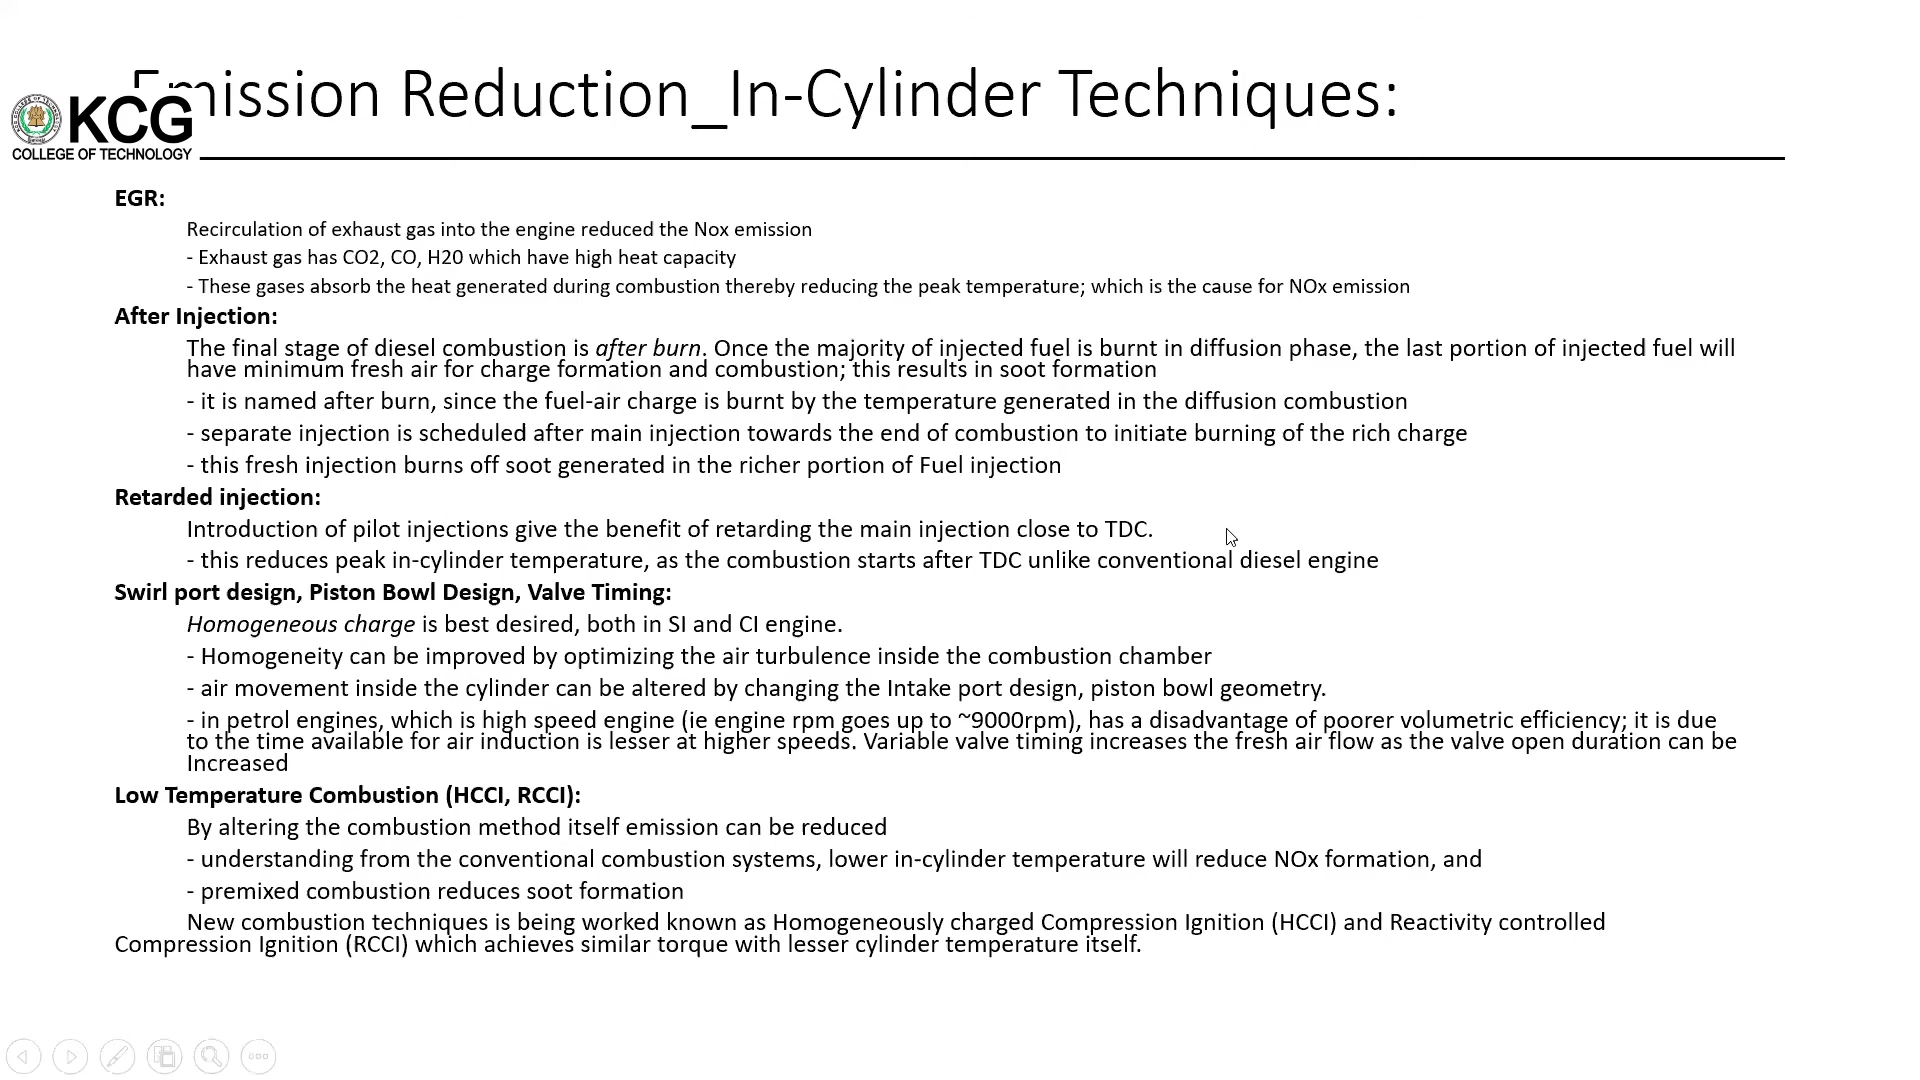 Emission Reduction_In-Cylinder Techniques:
KCG
COLLEGE OF TECHNOLOGY
EGR:
Recirculation of exhaust gas into the engine reduced the Nox emission
- Exhaust gas has CO2, CO, H20 which have high heat capacity
- These gases absorb the heat generated during combustion thereby reducing the peak temperature; which is the cause for NOx emission
After Injection:
The final stage of diesel combustion is after burn. Once the majority of injected fuel is burnt in diffusion phase, the last portion of injected fuel will
have minimum fresh air for charge formation and combustion; this results in soot formation
- it is named after burn, since the fuel-air charge is burnt by the temperature generated in the diffusion combustion
- separate injection is scheduled after main injection towards the end of combustion to initiate burning of the rich charge
- this fresh injection burns off soot generated in the richer portion of Fuel injection
Retarded injection:
Introduction of pilot injections give the benefit of retarding the main injection close to TDC.
- this reduces peak in-cylinder temperature, as the combustion starts after TDC unlike conventional diesel engine
Swirl port design, Piston Bowl Design, Valve Timing:
Homogeneous charge is best desired, both in SI and CI engine.
- Homogeneity can be improved by optimizing the air turbulence inside the combustion chamber
- air movement inside the cylinder can be altered by changing the Intake port design, piston bowl geometry.
- in petrol engines, which is high speed engine (ie engine rpm goes up to ~9000rpm), has a disadvantage of poorer volumetric efficiency; it is due
to the time available for air induction is lesser at higher speeds. Variable valve timing increases the fresh air flow as the valve open duration can be
Increased
Low Temperature Combustion (HCCI, RCCI):
By altering the combustion method itself emission can be reduced
- understanding from the conventional combustion systems, lower in-cylinder temperature will reduce NOx formation, and
- premixed combustion reduces soot formation
New combustion techniques is being worked known as Homogeneously charged Compression Ignition (HCCI) and Reactivity controlled
Compression Ignition (RCCI) which achieves similar torque with lesser cylinder temperature itself.